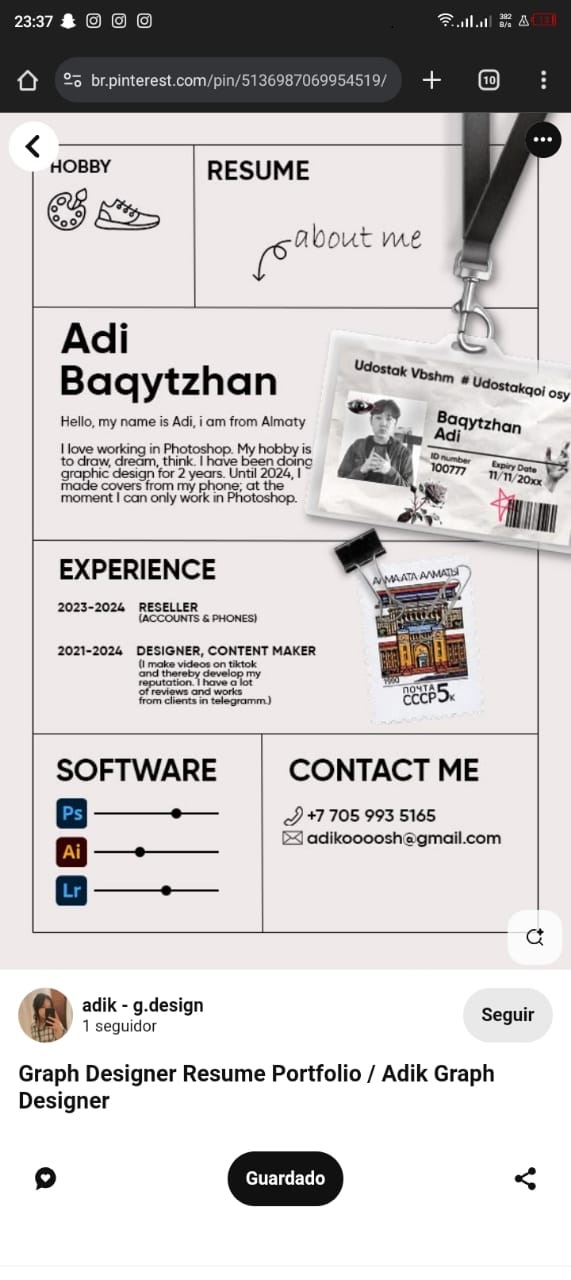 23:37
382
B/s
13
br.pinterest.com/pin/5136987069954519/
10
HOBBY
RESUME
about me
Adi
Baqytzhan
Hello, my name is Adi, i am from Almaty
I love working in Photoshop. My hobby is
to draw, dream, think. I have been doing
graphic design for 2 years. Until 2024, I
made covers from my phone; at the
moment I can only work in Photoshop.
Udostak Vbshm # Udostakqoi osy
Baqytzhan
Adi
ID number
100777
Expiry Date
11/11/20xx
EXPERIENCE
2023-2024 RESELLER
(ACCOUNTS & PHONES)
2021-2024 DESIGNER, CONTENT MAKER
(I make videos on tiktok
and thereby develop my
reputation. I have a lot
of reviews and works
from clients in telegramm.)
АЛМА-АТА АЛМАТЫ
1990
ПОЧТА
СССР 5к
SOFTWARE
Ps
Ai
Lr
CONTACT ME
+7 705 993 5165
adikoooosh@gmail.com
adik - g.design
1 seguidor
Seguir
Graph Designer Resume Portfolio / Adik Graph
Designer
Guardado